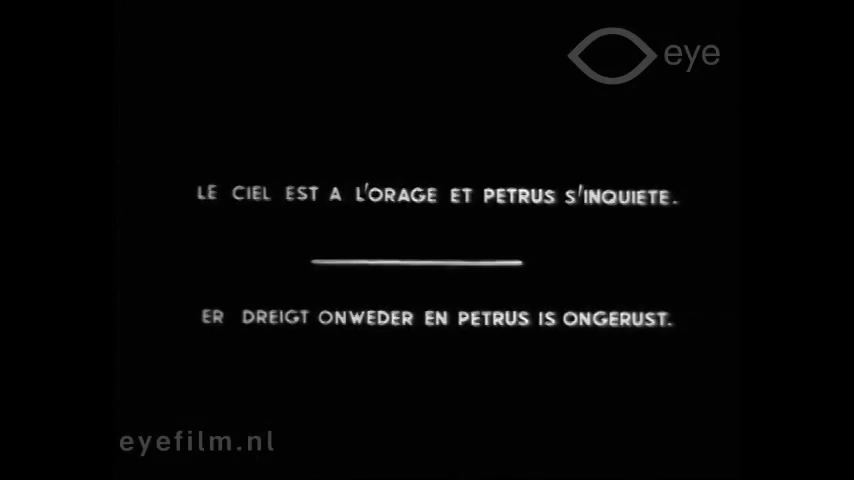 eye
LE CIEL EST A L'ORAGE ET PETRUS S'INQUIETE.
ER DREIGT ONWEDER EN PETRUS IS ONGERUST.
eyefilm.nl